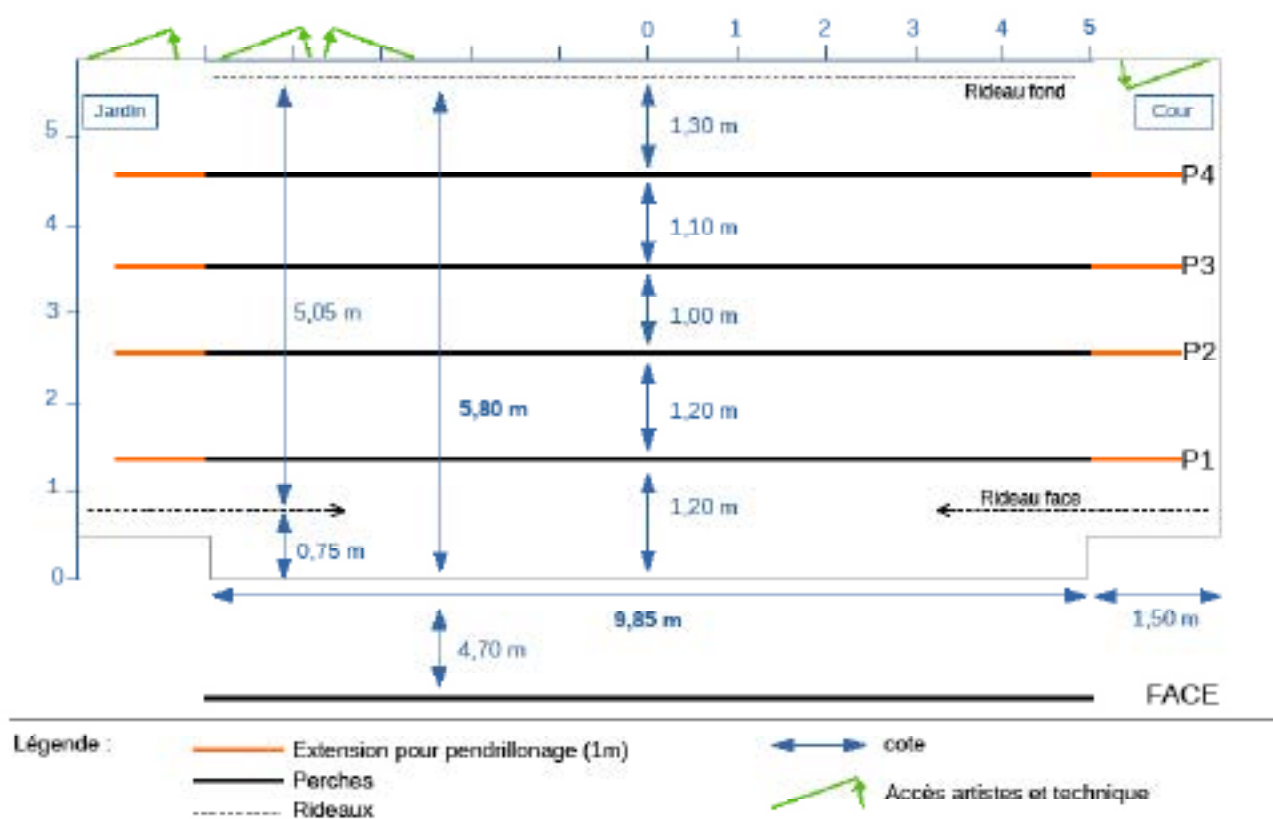 0 1 2 3 4 5
Rideau fond
Jardin
Cour
5
1,30 m
P4
4
1,10 m
P3
3
5,05 m
1,00 m
P2
2
5,80 m
1,20 m
P1
1
Rideau face
1,20 m
0,75 m
0
9,85 m
1,50 m
4,70 m
FACE
Légende :
Extension pour pendrillonage (1m)
cote
Perches
Accès artistes et technique
Rideaux